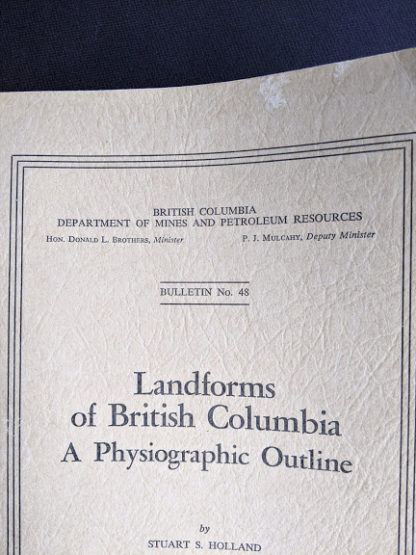 BRITISH COLUMBIA
DEPARTMENT OF MINES AND PETROLEUM RESOURCES
HON. DONALD L. BROTHERS, Minister P. J. MULCAHY, Deputy Minister
BULLETIN No. 48
Landforms
of British Columbia
A Physiographic Outline
by
STUART S. HOLLAND